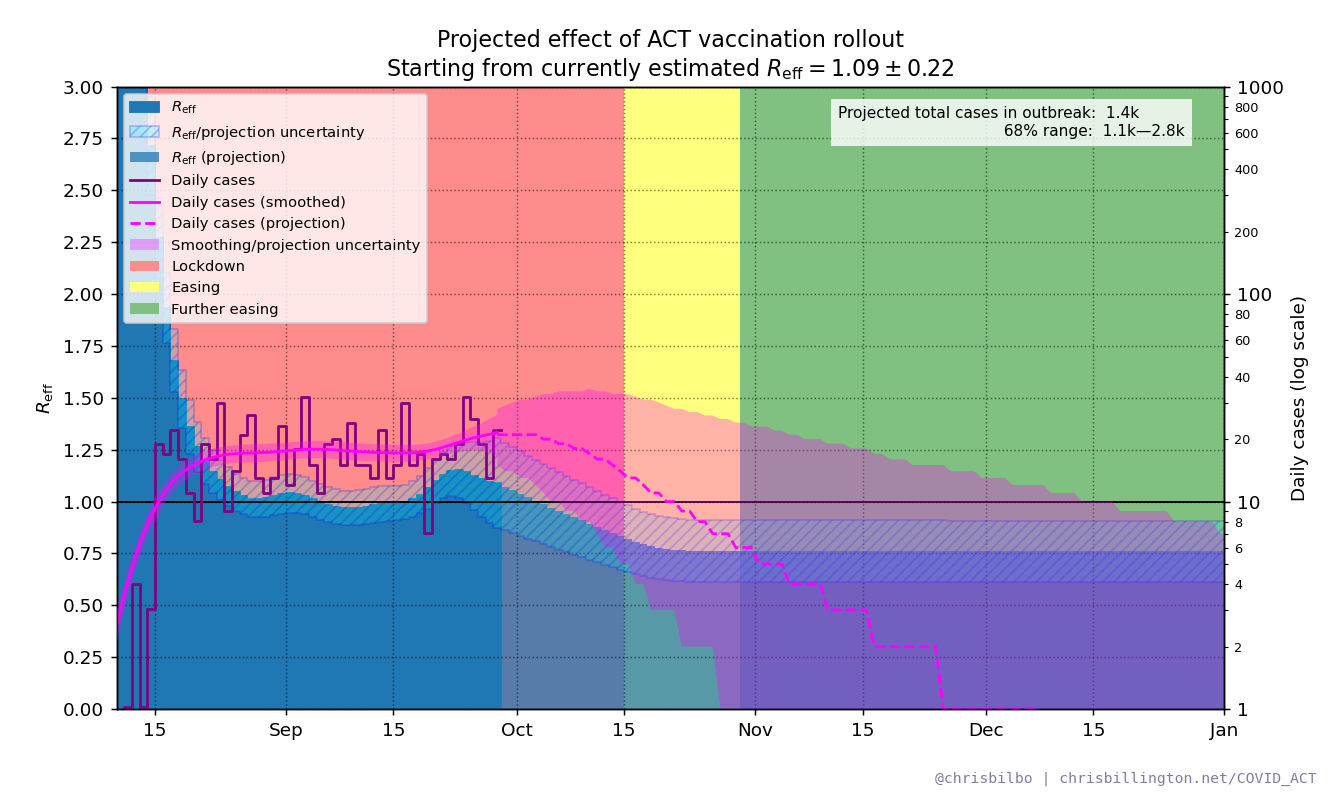 Projected effect of ACT vaccination rollout
Starting from currently estimated R_eff = 1.09 ± 0.22
3.00
2.75
2.50
2.25
2.00
1.75
1.50
1.25
1.00
0.75
0.50
0.25
0.00
R_eff
R_eff
R_eff/projection uncertainty
R_eff (projection)
Daily cases
Daily cases (smoothed)
Daily cases (projection)
Smoothing/projection uncertainty
Lockdown
Easing
Further easing
Projected total cases in outbreak: 1.4k
68% range: 1.1k—2.8k
1000
800
600
400
200
100
80
60
40
20
10
8
6
4
2
1
Daily cases (log scale)
15
Sep
15
Oct
15
Nov
15
Dec
15
Jan
@chrisbilbo | chrisbillington.net/COVID_ACT